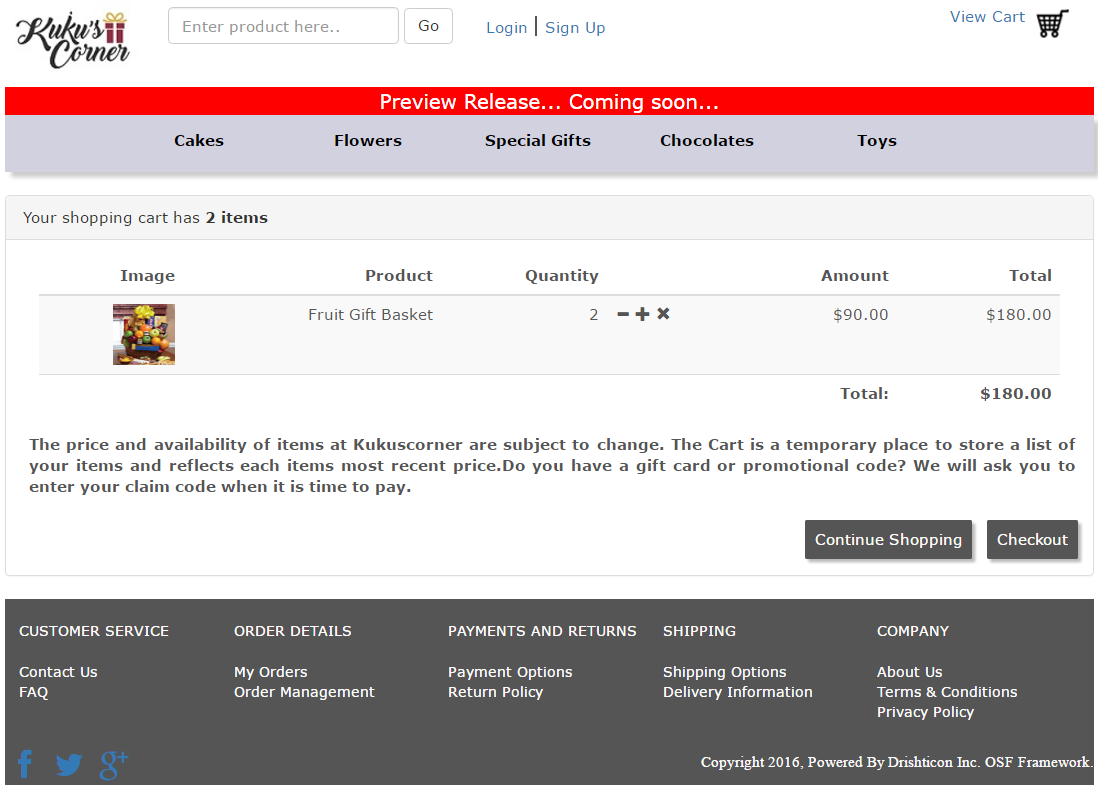 Kuku's
Corner
Enter product here..
Go
Login | Sign Up
View Cart
Preview Release... Coming soon...
Cakes Flowers Special Gifts Chocolates Toys
Your shopping cart has 2 items
Image Product Quantity Amount Total
Fruit Gift Basket 2 $90.00 $180.00
Total: $180.00
The price and availability of items at Kukuscorner are subject to change. The Cart is a temporary place to store a list of
your items and reflects each items most recent price.Do you have a gift card or promotional code? We will ask you to
enter your claim code when it is time to pay.
Continue Shopping Checkout
CUSTOMER SERVICE ORDER DETAILS PAYMENTS AND RETURNS SHIPPING COMPANY
Contact Us My Orders Payment Options Shipping Options About Us
FAQ Order Management Return Policy Delivery Information Terms & Conditions
Privacy Policy
Copyright 2016, Powered By Drishticon Inc. OSF Framework.